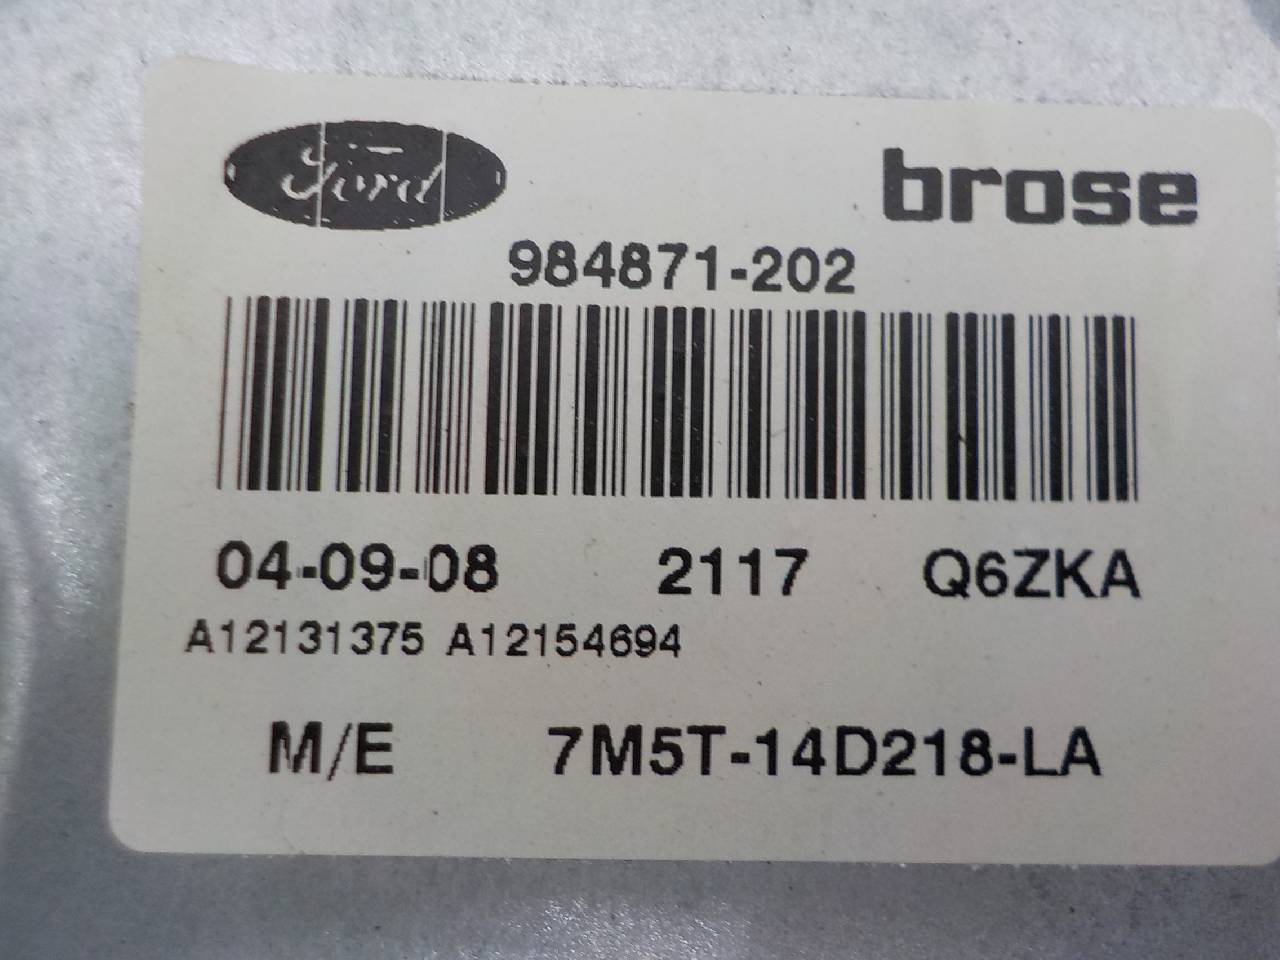 Ford
brose
984871-202
04-09-08 2117 Q6ZKA
A12131375 A12154694
M/E 7M5T-14D218-LA